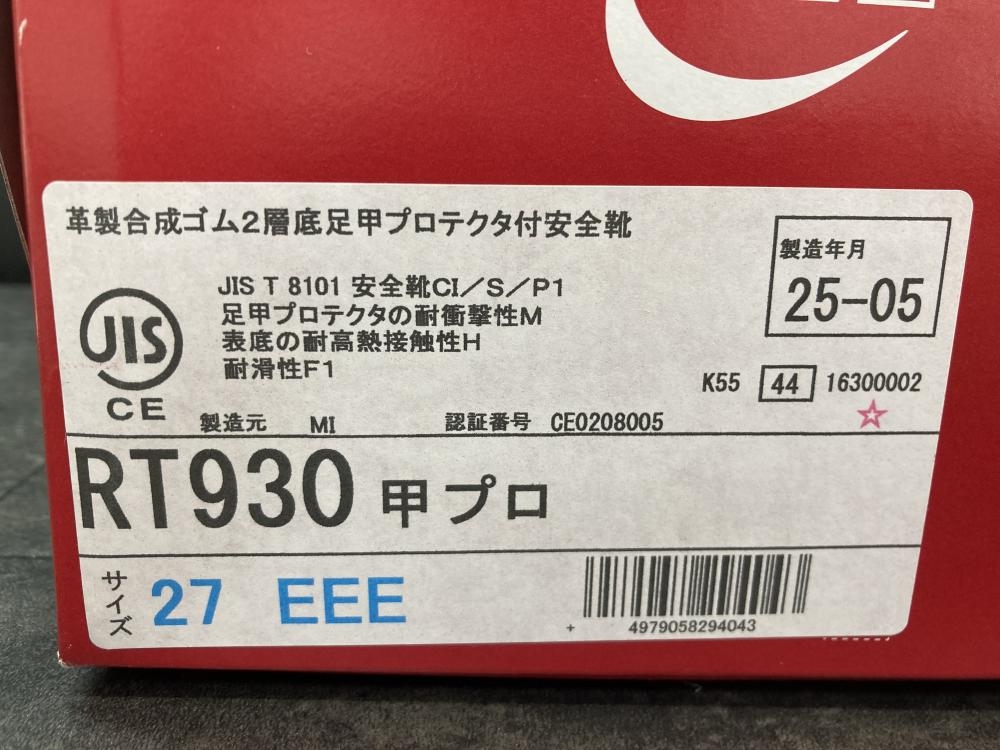 革製合成ゴム2層底足甲プロテクタ付安全靴
製造年月
25-05
JIS T 8101 安全靴CI/S/P1
足甲プロテクタの耐衝撃性M
表底の耐高熱接触性H
耐滑性F1
JIS
CE
K55 44 16300002
製造元 MI 認証番号 CE0208005
RT930 甲プロ
サイズ 27 EEE
4979058294043